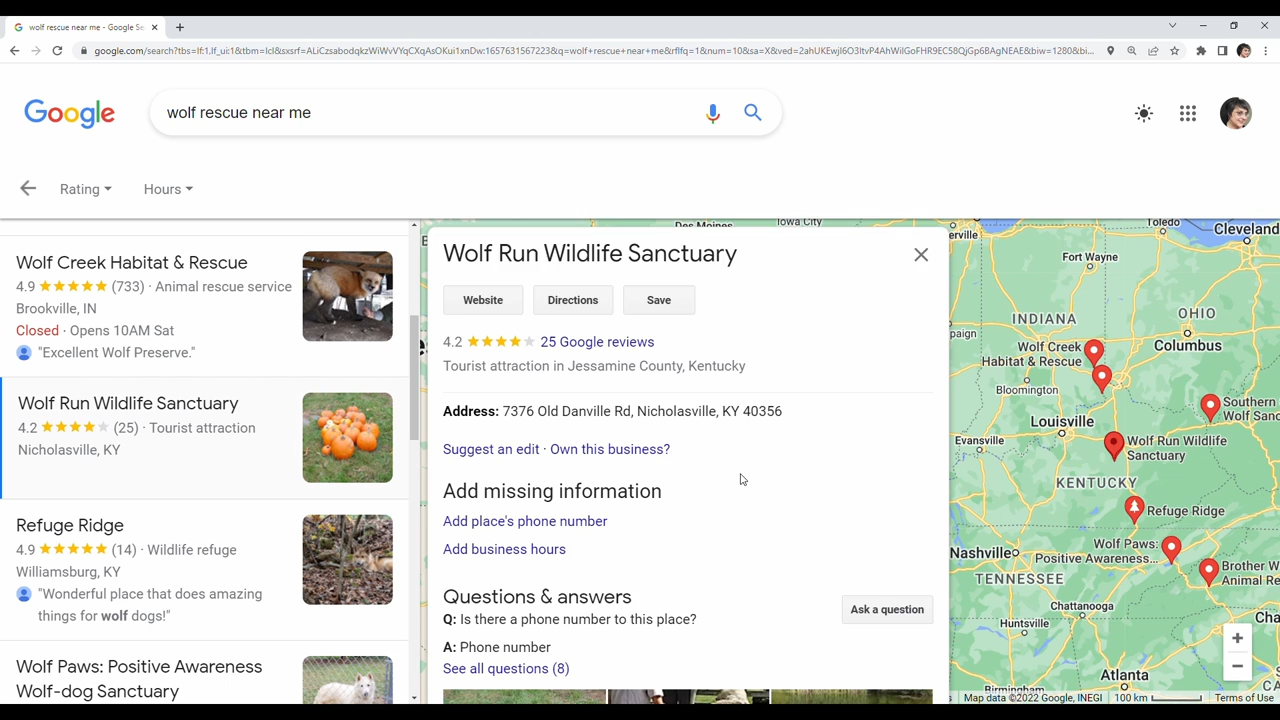 wolf rescue near me - Google Se
google.com/search?tbs=lf:1,lf_ui:1&tbm=lcl&sxsrf=ALiCzsabodqkzWiWvVYqCXqAsOKui1xnDw:1657631567223&q=wolf+rescue+near+me&rflfq=1&num=10&sa=X&ved=2ahUKEwjI6O3ltvP4AhWilGoFHR9EC58QjGp6BAgNEAE&biw=1280&bi...
Google
wolf rescue near me
Rating
Hours
Wolf Creek Habitat & Rescue
4.9 (733) · Animal rescue service
Brookville, IN
Closed · Opens 10AM Sat
"Excellent Wolf Preserve."
Wolf Run Wildlife Sanctuary
4.2 (25) · Tourist attraction
Nicholasville, KY
Refuge Ridge
4.9 (14) · Wildlife refuge
Williamsburg, KY
"Wonderful place that does amazing
things for wolf dogs!"
Wolf Paws: Positive Awareness
Wolf-dog Sanctuary
Wolf Run Wildlife Sanctuary
Website
Directions
Save
4.2 25 Google reviews
Tourist attraction in Jessamine County, Kentucky
Address: 7376 Old Danville Rd, Nicholasville, KY 40356
Suggest an edit · Own this business?
Add missing information
Add place's phone number
Add business hours
Questions & answers
Ask a question
Q: Is there a phone number to this place?
A: Phone number
See all questions (8)
Des Moines
Iowa City
erville
Toledo
Cleveland
Fort Wayne
paign
INDIANA
OHIO
Columbus
Wolf Creek
Habitat & Rescue
Bloomington
Southern
Wolf Sanc
Louisville
Evansville
Wolf Run Wildlife
Sanctuary
KENTUCKY
Refuge Ridge
Nashville
Wolf Paws:
Positive Awareness...
TENNESSEE
Brother W
Animal Re
Chattanooga
Huntsville
Cha
Atlanta
Birmingham
Map data ©2022 Google, INEGI
100 km
Terms of Use